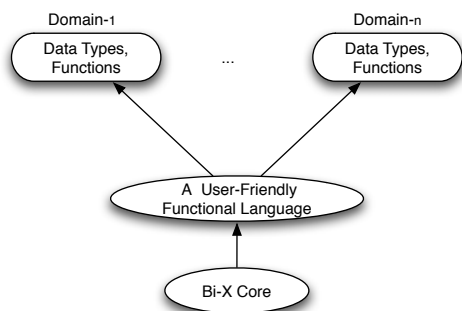 Domain-1
Domain-n
Data Types,
Functions
...
Data Types,
Functions
A User-Friendly
Functional Language
Bi-X Core